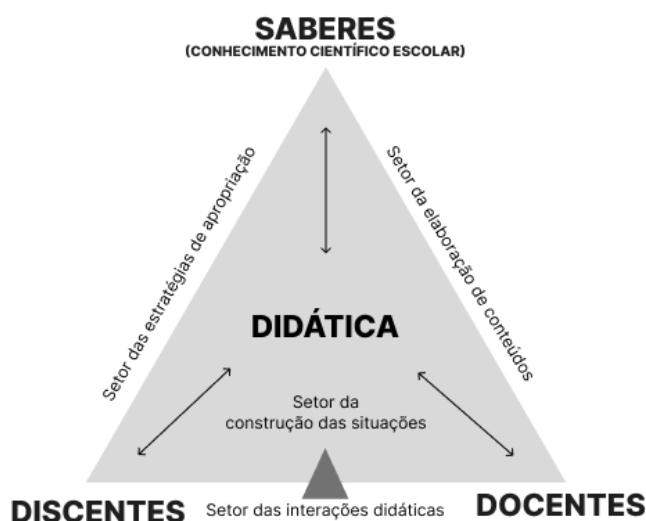 SABERES
(CONHECIMENTO CIENTÍFICO ESCOLAR)
Setor das estratégias de apropriação
Setor da elaboração de conteúdos
DIDÁTICA
Setor da
construção das situações
DISCENTES
Setor das interações didáticas
DOCENTES